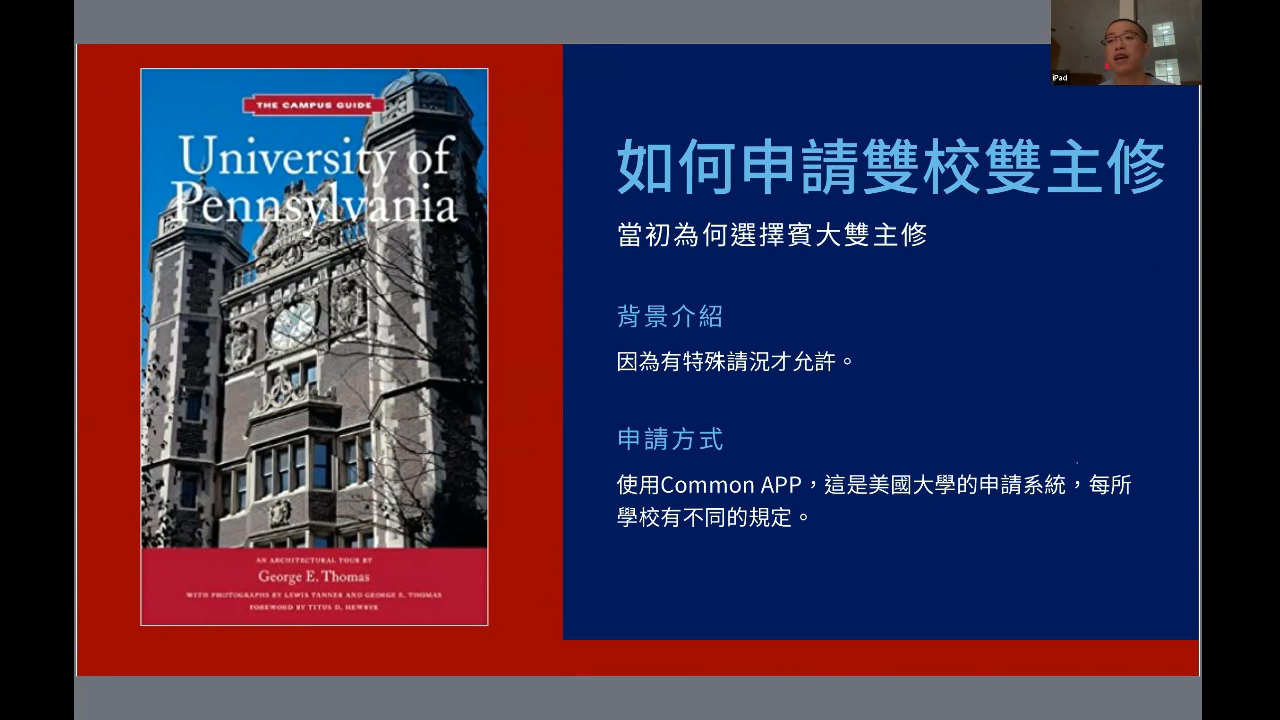 THE CAMPUS GUIDE
University of
Pennsylvania
AN ARCHITECTURAL TOUR BY
George E. Thomas
WITH PHOTOGRAPHS BY LEWIS TANNER AND GEORGE E. THOMAS
FOREWORD BY TITUS D. HEWRYK
iPad
如何申請雙校雙主修
當初為何選擇賓大雙主修
背景介紹
因為有特殊請況才允許。
申請方式
使用Common APP，這是美國大學的申請系統，每所
學校有不同的規定。